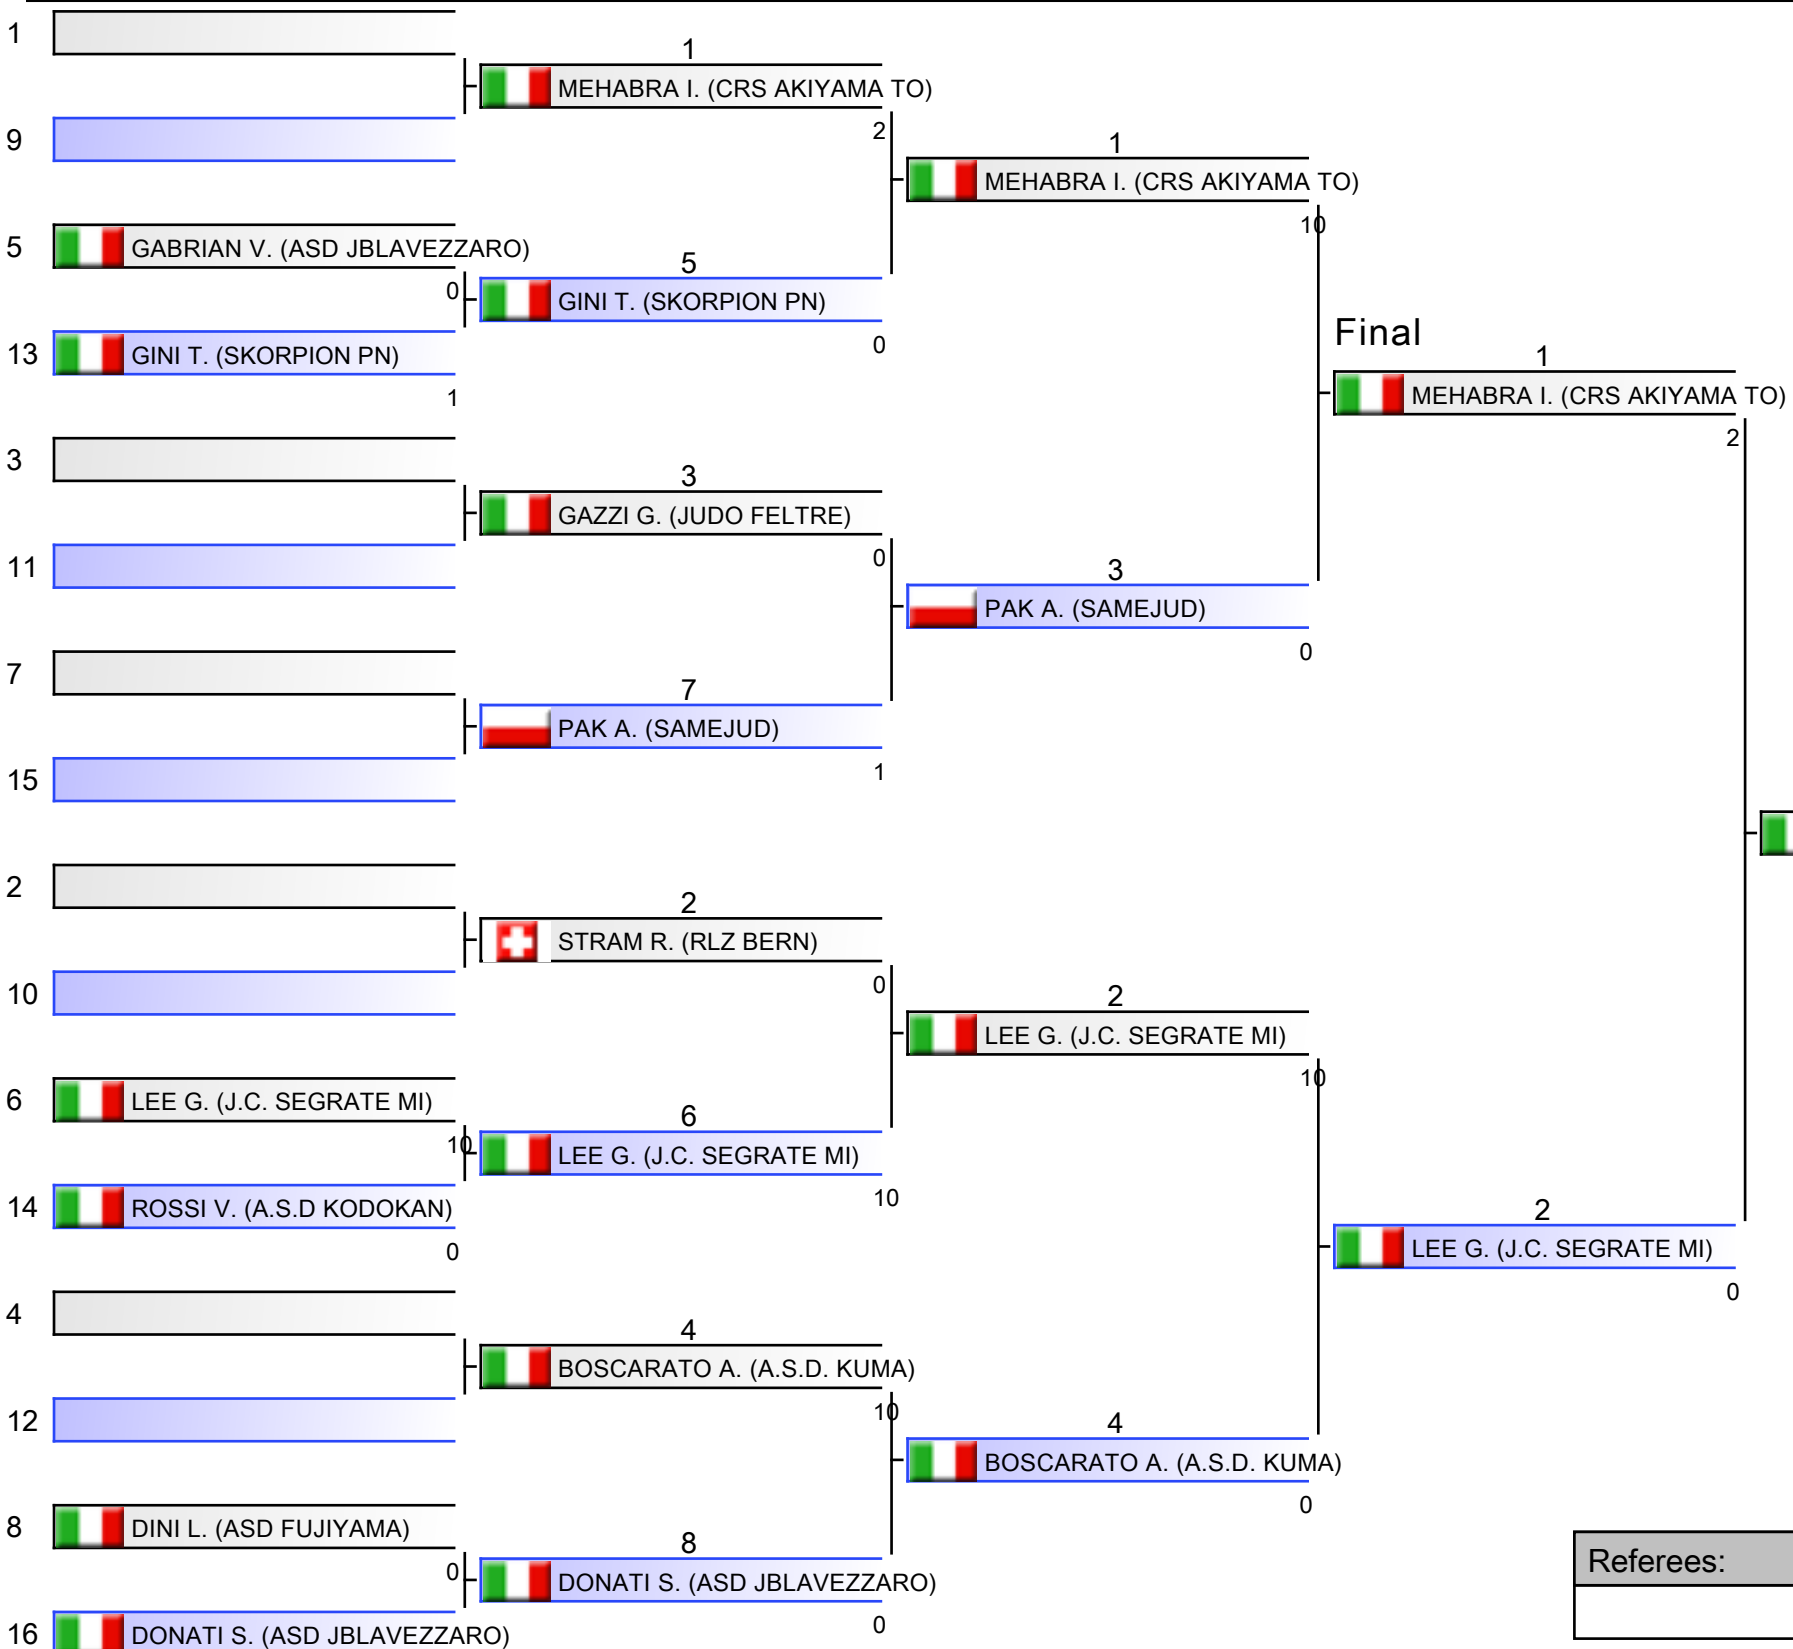 1
1
MEHABRA I. (CRS AKIYAMA TO)
2
9
1
MEHABRA I. (CRS AKIYAMA TO)
10
5
GABRIAN V. (ASD JBLAVEZZARO)
0
5
GINI T. (SKORPION PN)
0
13
GINI T. (SKORPION PN)
1
Final
1
MEHABRA I. (CRS AKIYAMA TO)
2
3
3
GAZZI G. (JUDO FELTRE)
0
11
3
PAK A. (SAMEJUD)
0
7
7
PAK A. (SAMEJUD)
1
15
2
2
STRAM R. (RLZ BERN)
0
10
2
LEE G. (J.C. SEGRATE MI)
10
6
LEE G. (J.C. SEGRATE MI)
10
6
LEE G. (J.C. SEGRATE MI)
10
14
ROSSI V. (A.S.D KODOKAN)
0
2
LEE G. (J.C. SEGRATE MI)
0
4
4
BOSCARATO A. (A.S.D. KUMA)
10
12
4
BOSCARATO A. (A.S.D. KUMA)
0
8
DINI L. (ASD FUJIYAMA)
0
8
DONATI S. (ASD JBLAVEZZARO)
0
16
DONATI S. (ASD JBLAVEZZARO)
Referees: